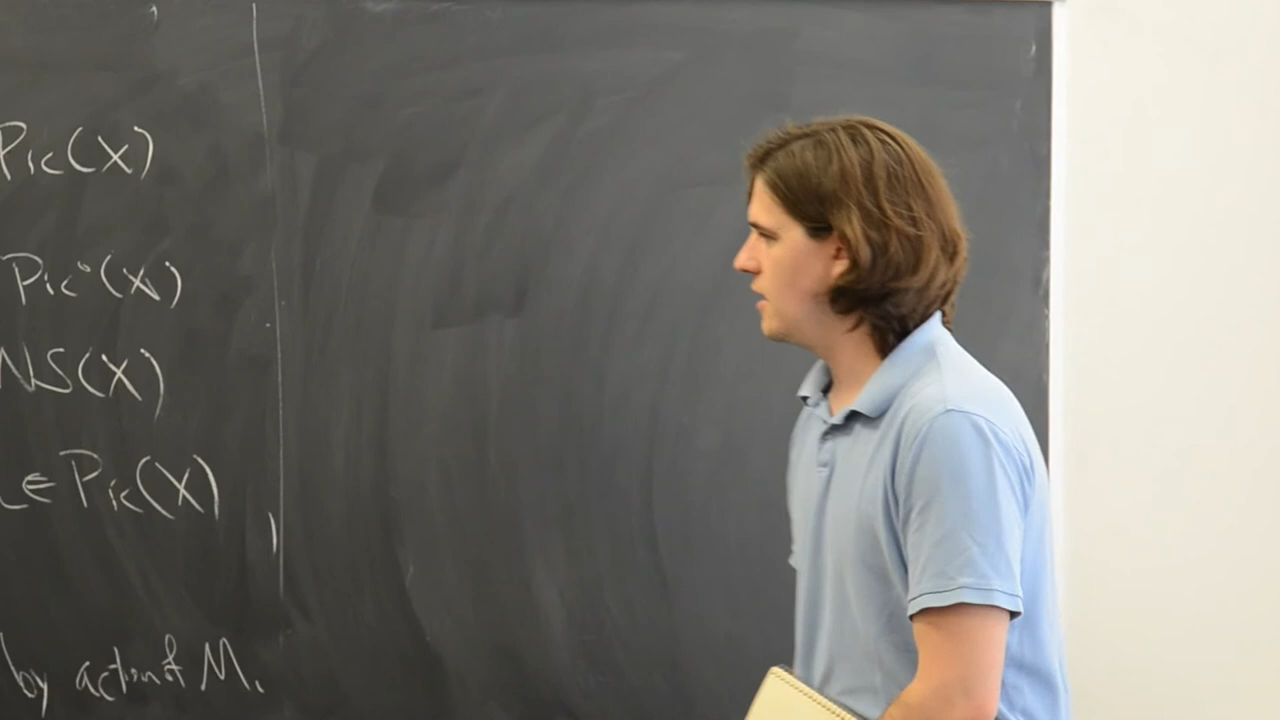 Pic(X)
Pic°(X)
NS(X)
L∈Pic(X)
by action of M.